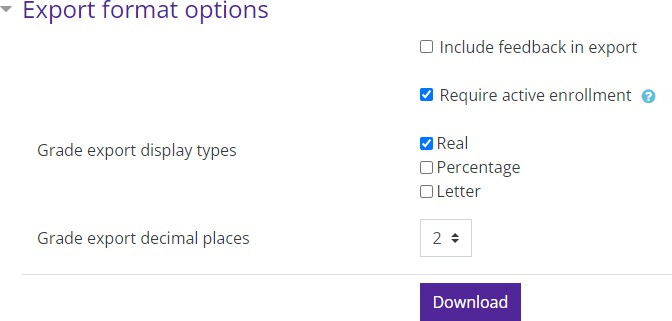 Export format options
Include feedback in export
Require active enrollment ?
Grade export display types
Real
Percentage
Letter
Grade export decimal places
2
Download